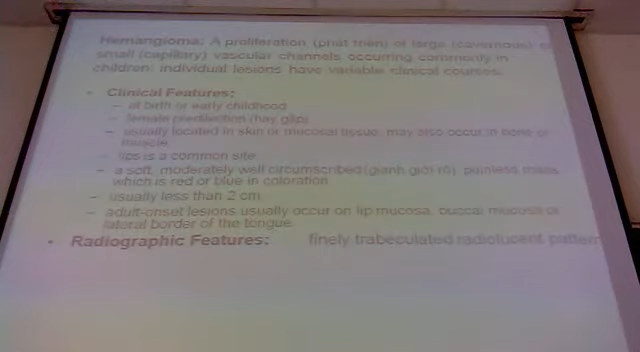 Hemangioma: A proliferation (phat trien) of large (cavernous) or
small (capillary) vascular channels occurring commonly in
children; individual lesions have variable clinical courses.
• Clinical Features:
– at birth or early childhood
– female predilection (hay gap)
– usually located in skin or mucosal tissue, may also occur in bone or
muscle
– lips is a common site
– a soft, moderately well circumscribed (gianh gioi ro), painless mass
which is red or blue in coloration
– usually less than 2 cm
– adult-onset lesions usually occur on lip mucosa, buccal mucosa or
lateral border of the tongue
• Radiographic Features: finely trabeculated radiolucent pattern